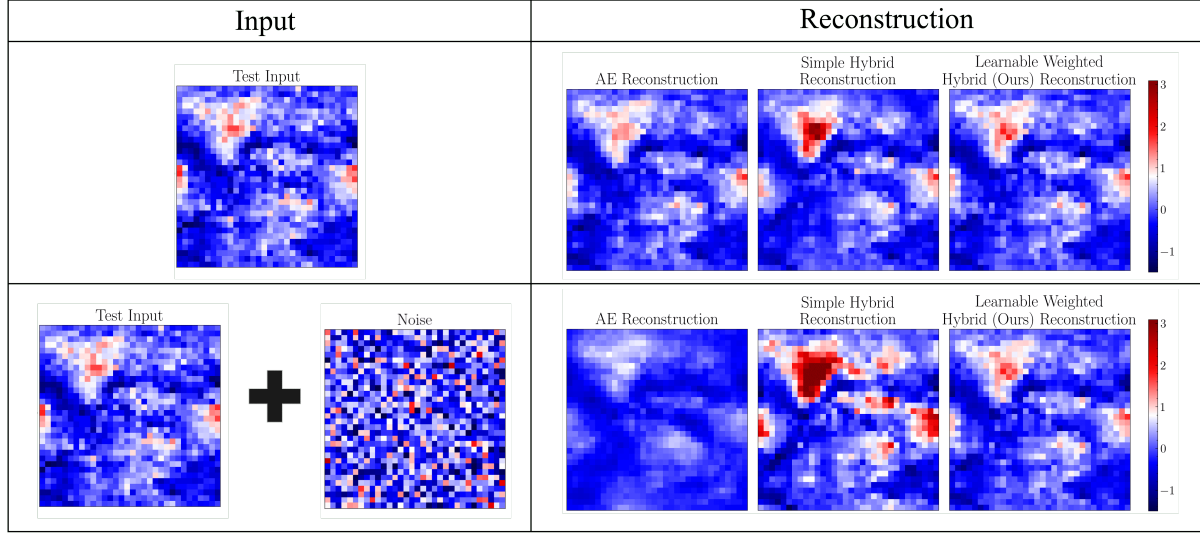 Input
Reconstruction
Test Input
AE Reconstruction
Simple Hybrid
Reconstruction
Learnable Weighted
Hybrid (Ours) Reconstruction
3
2
1
0
−1
Test Input
Noise
AE Reconstruction
Simple Hybrid
Reconstruction
Learnable Weighted
Hybrid (Ours) Reconstruction
3
2
1
0
−1